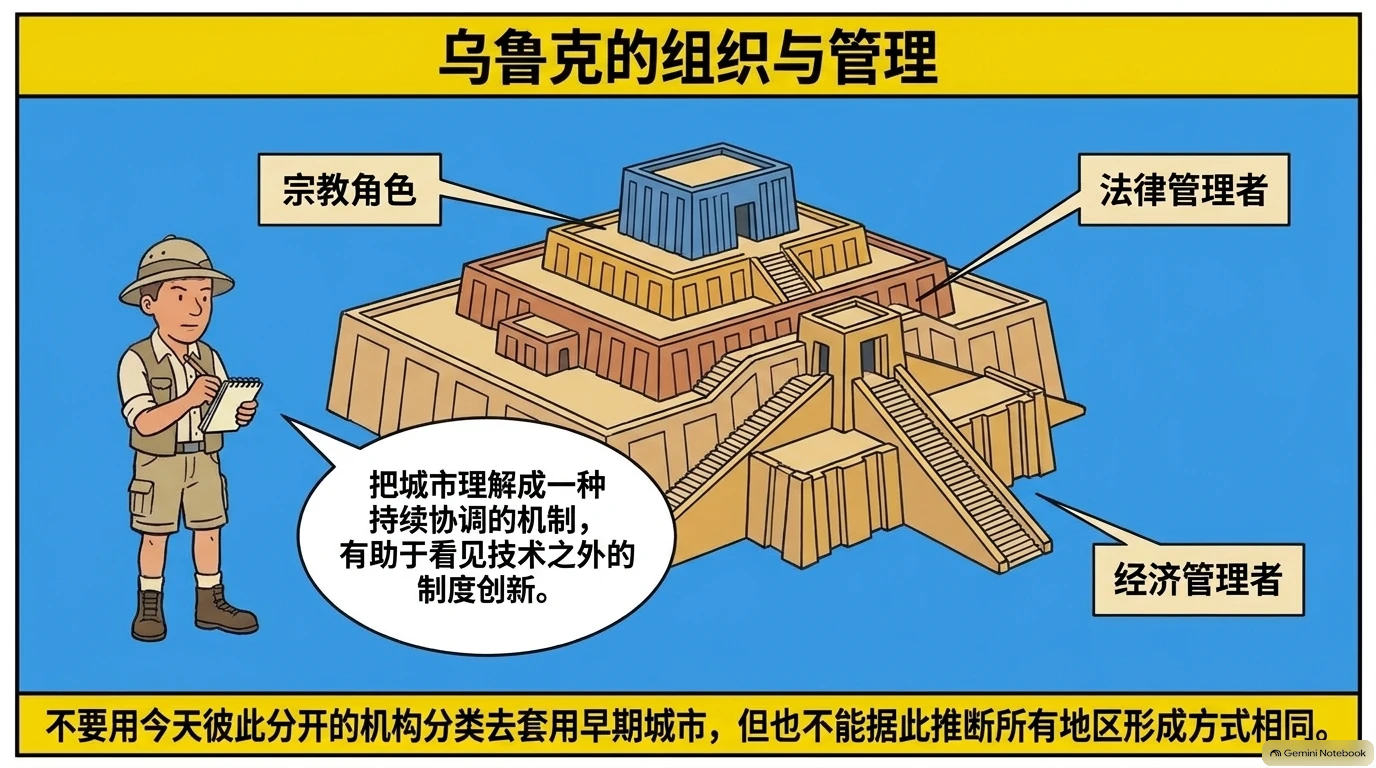 乌鲁克的组织与管理
宗教角色
法律管理者
把城市理解成一种
持续协调的机制，
有助于看见技术之外的
制度创新。
经济管理者
不要用今天彼此分开的机构分类去套用早期城市，但也不能据此推断所有地区形成方式相同。
Gemini Notebook